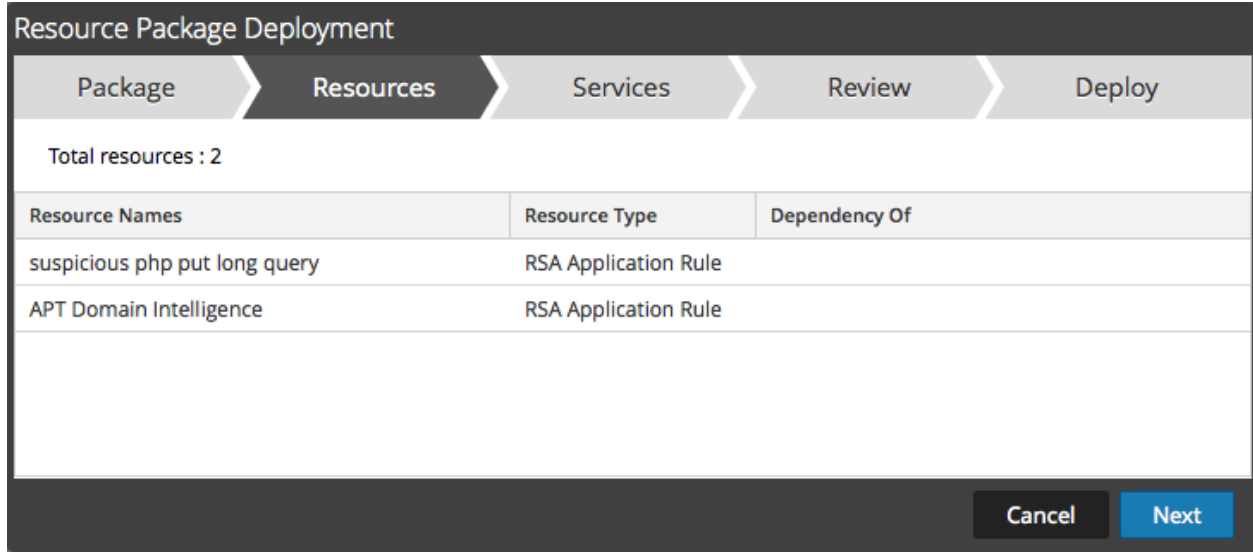 Resource Package Deployment
Package Resources Services Review Deploy
Total resources : 2
Resource Names Resource Type Dependency Of
suspicious php put long query RSA Application Rule
APT Domain Intelligence RSA Application Rule
Cancel Next